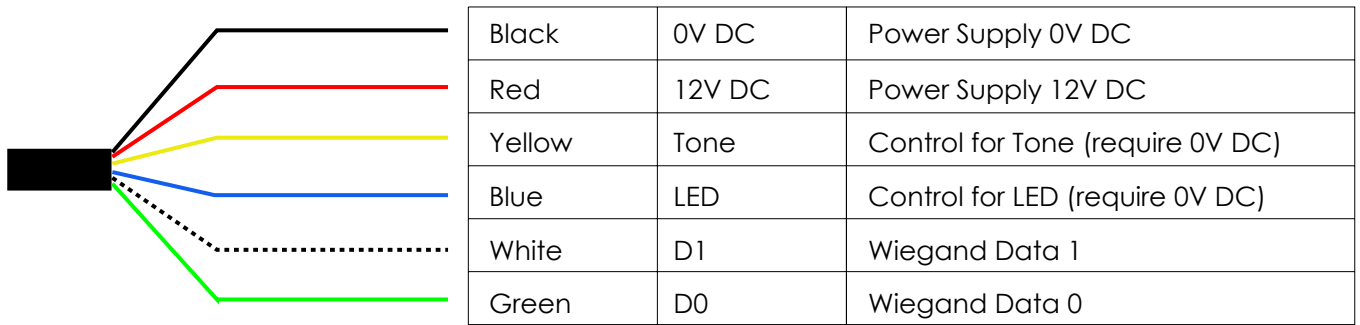 Black 0V DC Power Supply 0V DC
Red 12V DC Power Supply 12V DC
Yellow Tone Control for Tone (require 0V DC)
Blue LED Control for LED (require 0V DC)
White D1 Wiegand Data 1
Green D0 Wiegand Data 0